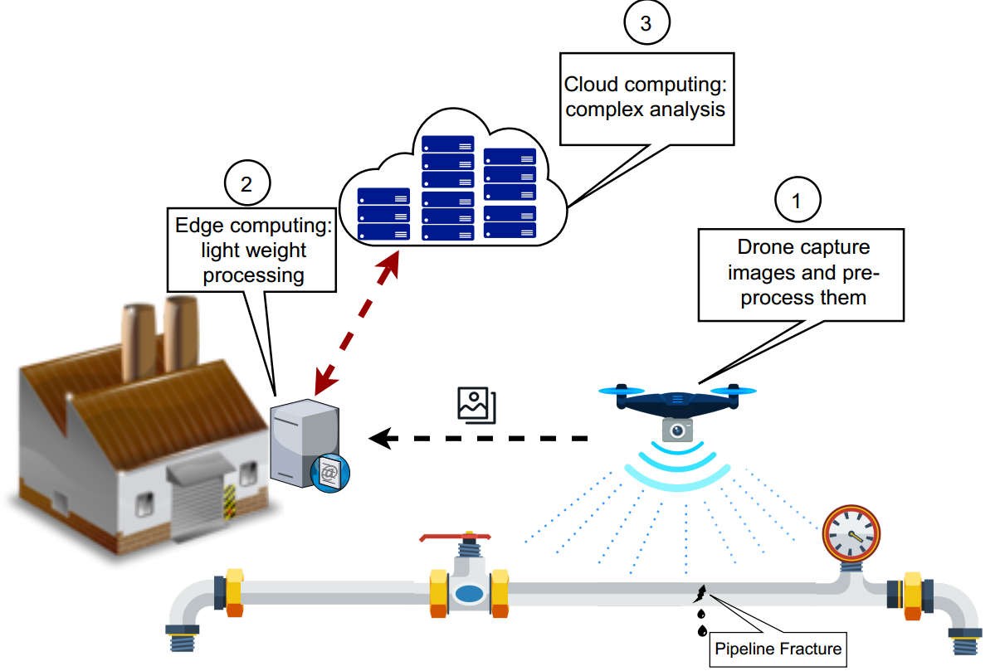 3
Cloud computing:
complex analysis
2
Edge computing:
light weight
processing
1
Drone capture
images and pre-
process them
@
Pipeline Fracture